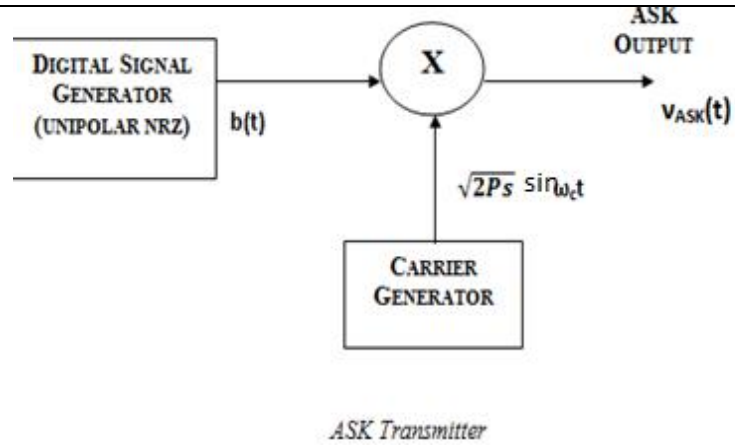 ASK
OUTPUT
DIGITAL SIGNAL
GENERATOR
(UNIPOLAR NRZ)
b(t)
X
vASK(t)
√2Ps sinωct
CARRIER
GENERATOR
ASK Transmitter